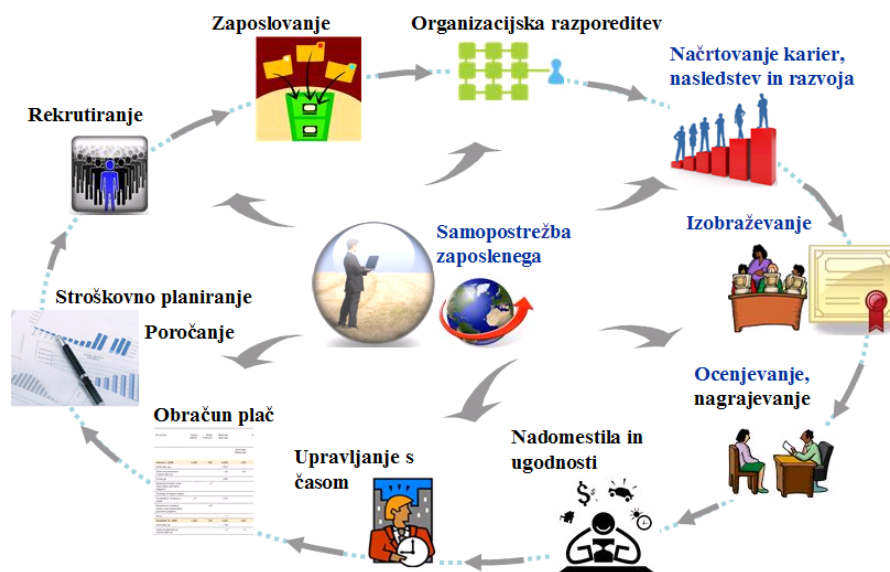 Zaposlovanje
Organizacijska razporeditev
Načrtovanje karier,
nasledstev in razvoja
Rekrutiranje
Samopostrežba
zaposlenega
Izobraževanje
Stroškovno planiranje
Poročanje
Ocenjevanje,
nagrajevanje
Obračun plač
Upravljanje s
časom
Nadomestila in
ugodnosti